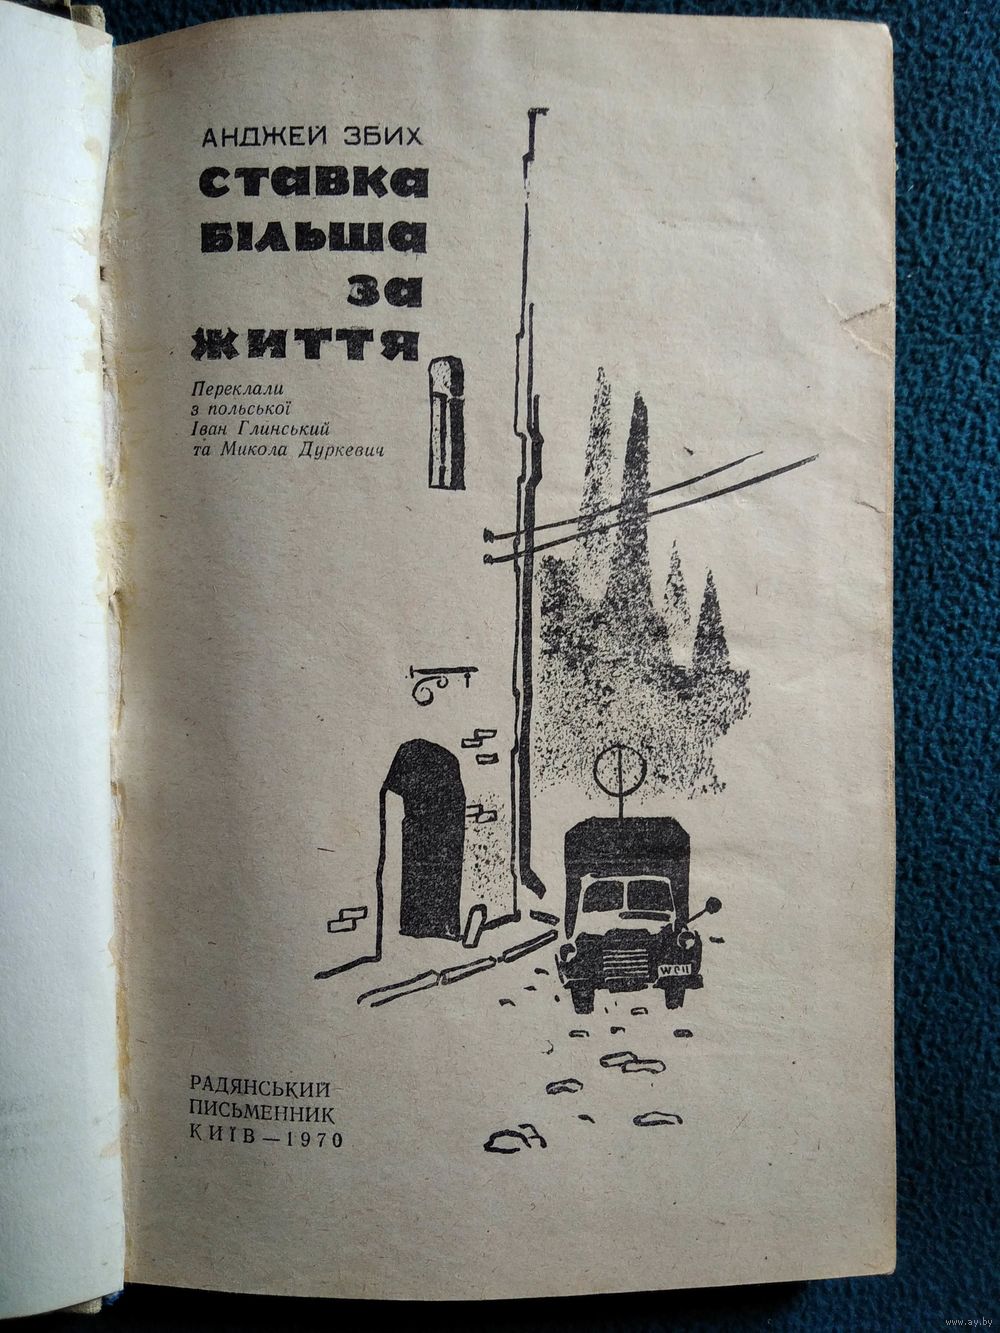 АНДЖЕЙ ЗБИХ
СТАВКА
БІЛЬША
ЗА
ЖИТТЯ
Переклали
з польської
Іван Глинський
та Микола Дуркевич
РАДЯНСЬКИЙ
ПИСЬМЕННИК
КИЇВ — 1970
www.ay.by